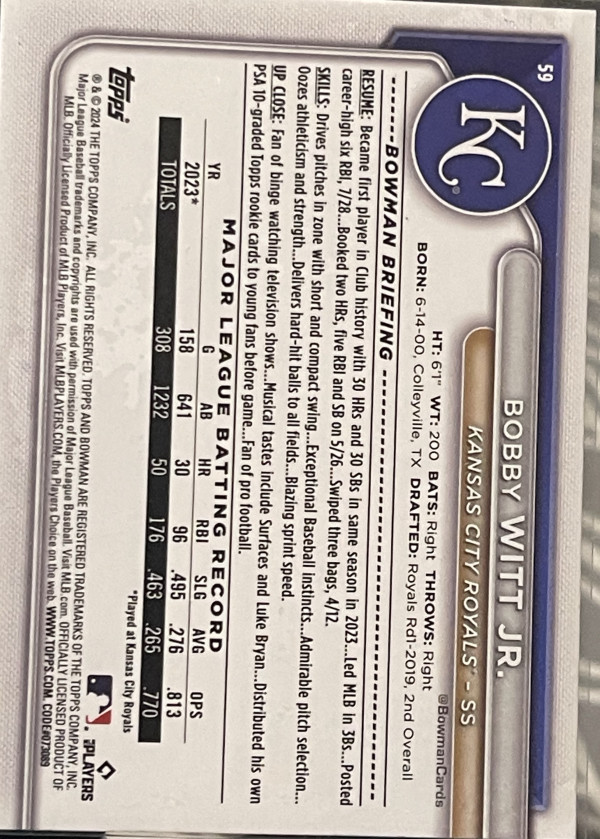 59
KC
BOBBY WITT JR.
KANSAS CITY ROYALS® – SS
@BowmanCards
HT: 6'1" WT: 200 BATS: Right THROWS: Right
BORN: 6-14-00, Colleyville, TX DRAFTED: Royals Rd1-2019, 2nd Overall
BOWMAN BRIEFING
RESUME: Became first player in Club history with 30 HRs and 30 SBs in same season in 2023...Led MLB in 3Bs...Posted
career-high six RBI, 7/28...Booked two HRs, five RBI and SB on 5/26...Swiped three bags, 4/12.
SKILLS: Drives pitches in zone with short and compact swing...Exceptional Baseball instincts...Admirable pitch selection...
Oozes athleticism and strength...Delivers hard-hit balls to all fields...Blazing sprint speed.
UP CLOSE: Fan of binge watching television shows...Musical tastes include Surfaces and Luke Bryan...Distributed his own
PSA 10-graded Topps rookie cards to young fans before game...Fan of pro football.
MAJOR LEAGUE BATTING RECORD
YR G AB HR RBI SLG AVG OPS
2023* 158 641 30 96 .495 .276 .813
TOTALS 308 1232 50 176 .463 .265 .770
*Played at Kansas City Royals
topps
PLAYERS
® & © 2024 THE TOPPS COMPANY, INC. ALL RIGHTS RESERVED. TOPPS AND BOWMAN ARE REGISTERED TRADEMARKS OF THE TOPPS COMPANY, INC.
Major League Baseball trademarks and copyrights are used with permission of Major League Baseball. Visit MLB.com. OFFICIALLY LICENSED PRODUCT OF
MLB. Officially Licensed Product of MLB Players, Inc. Visit MLBPLAYERS.COM, the Players Choice on the web. WWW.TOPPS.COM. CODE#073089